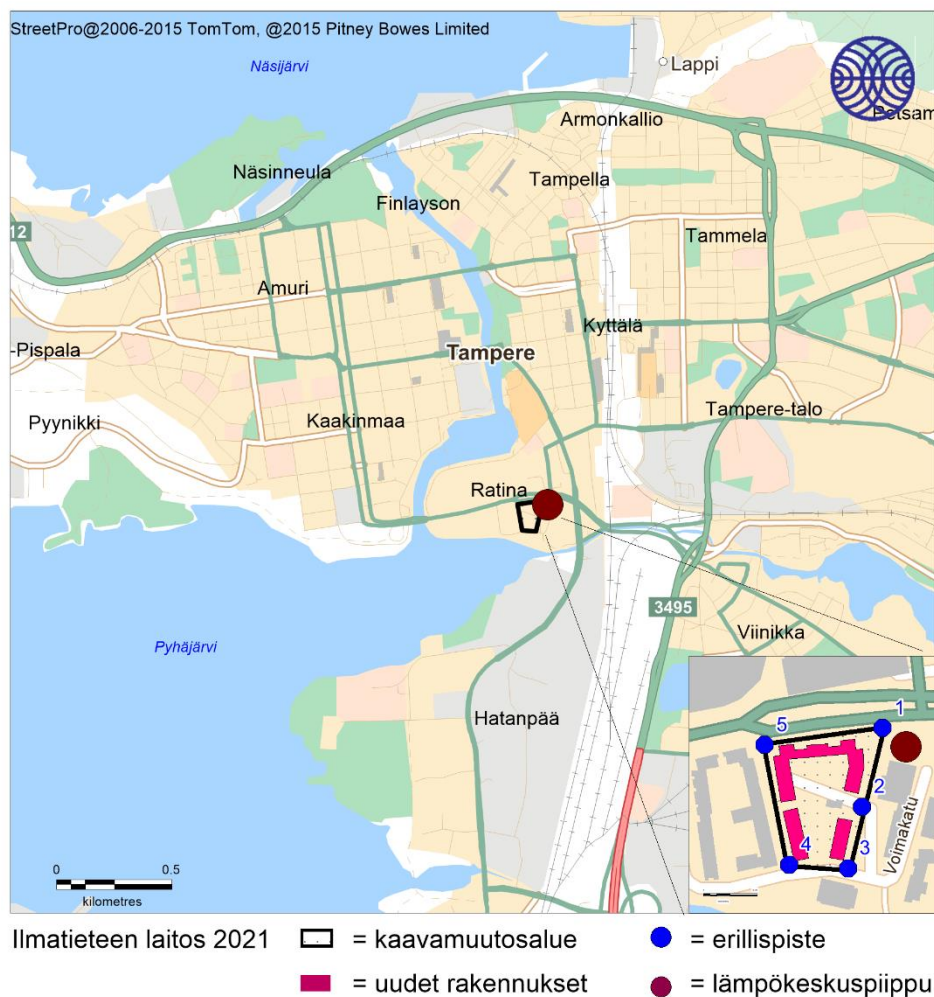 StreetPro@2006-2015 TomTom, @2015 Pitney Bowes Limited
Näsijärvi
Lappi
Petsam
Armonkallio
Näsinneula
Tampella
Finlayson
12
Tammela
Amuri
Kyttälä
-Pispala
Tampere
Pyynikki
Kaakinmaa
Tampere-talo
Ratina
3495
Viinikka
Pyhäjärvi
Hatanpää
1
5
2
4
3
Voimakatu
0 0.5
kilometres
Ilmatieteen laitos 2021 = kaavamuutosalue = erillispiste
= uudet rakennukset = lämpökeskuspiippu